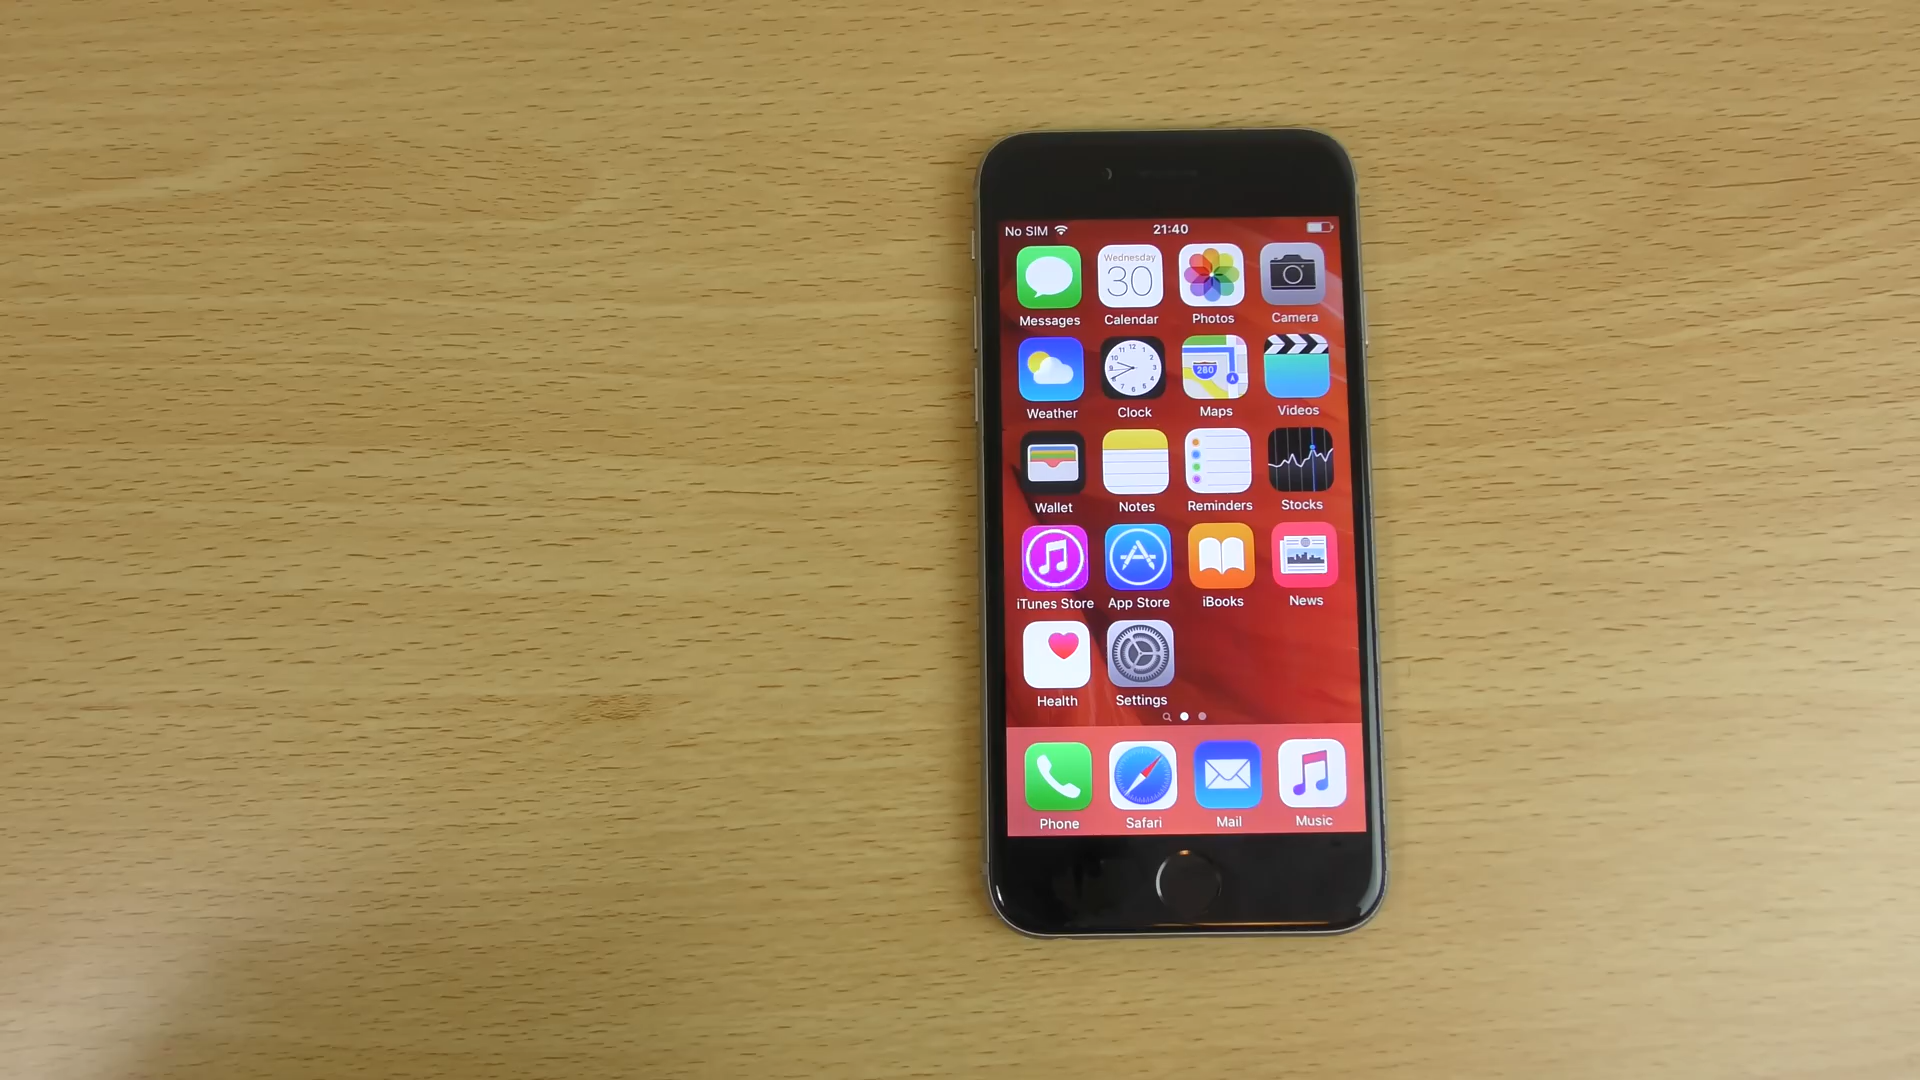 No SIM 21:40
Wednesday
30
Messages Calendar Photos Camera
280
Weather Clock Maps Videos
Wallet Notes Reminders Stocks
iTunes Store App Store iBooks News
Health Settings
Phone Safari Mail Music